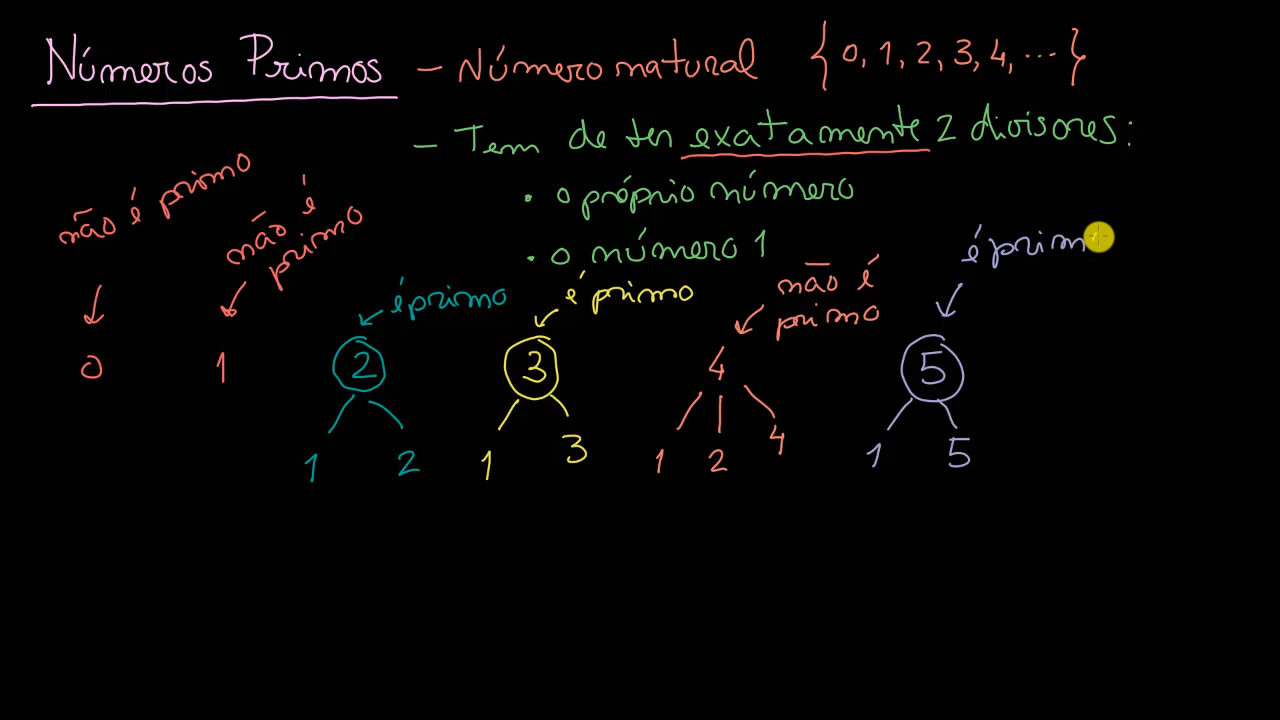 Números Primos - Número natural {0, 1, 2, 3, 4, ...}
- Tem de ter exatamente 2 divisores:
• o próprio número
• o número 1
não é primo
não é
primo
é primo
é primo
não é
primo
é prim
0 1 2 3 4 5
1 2 1 3 1 2 4 1 5